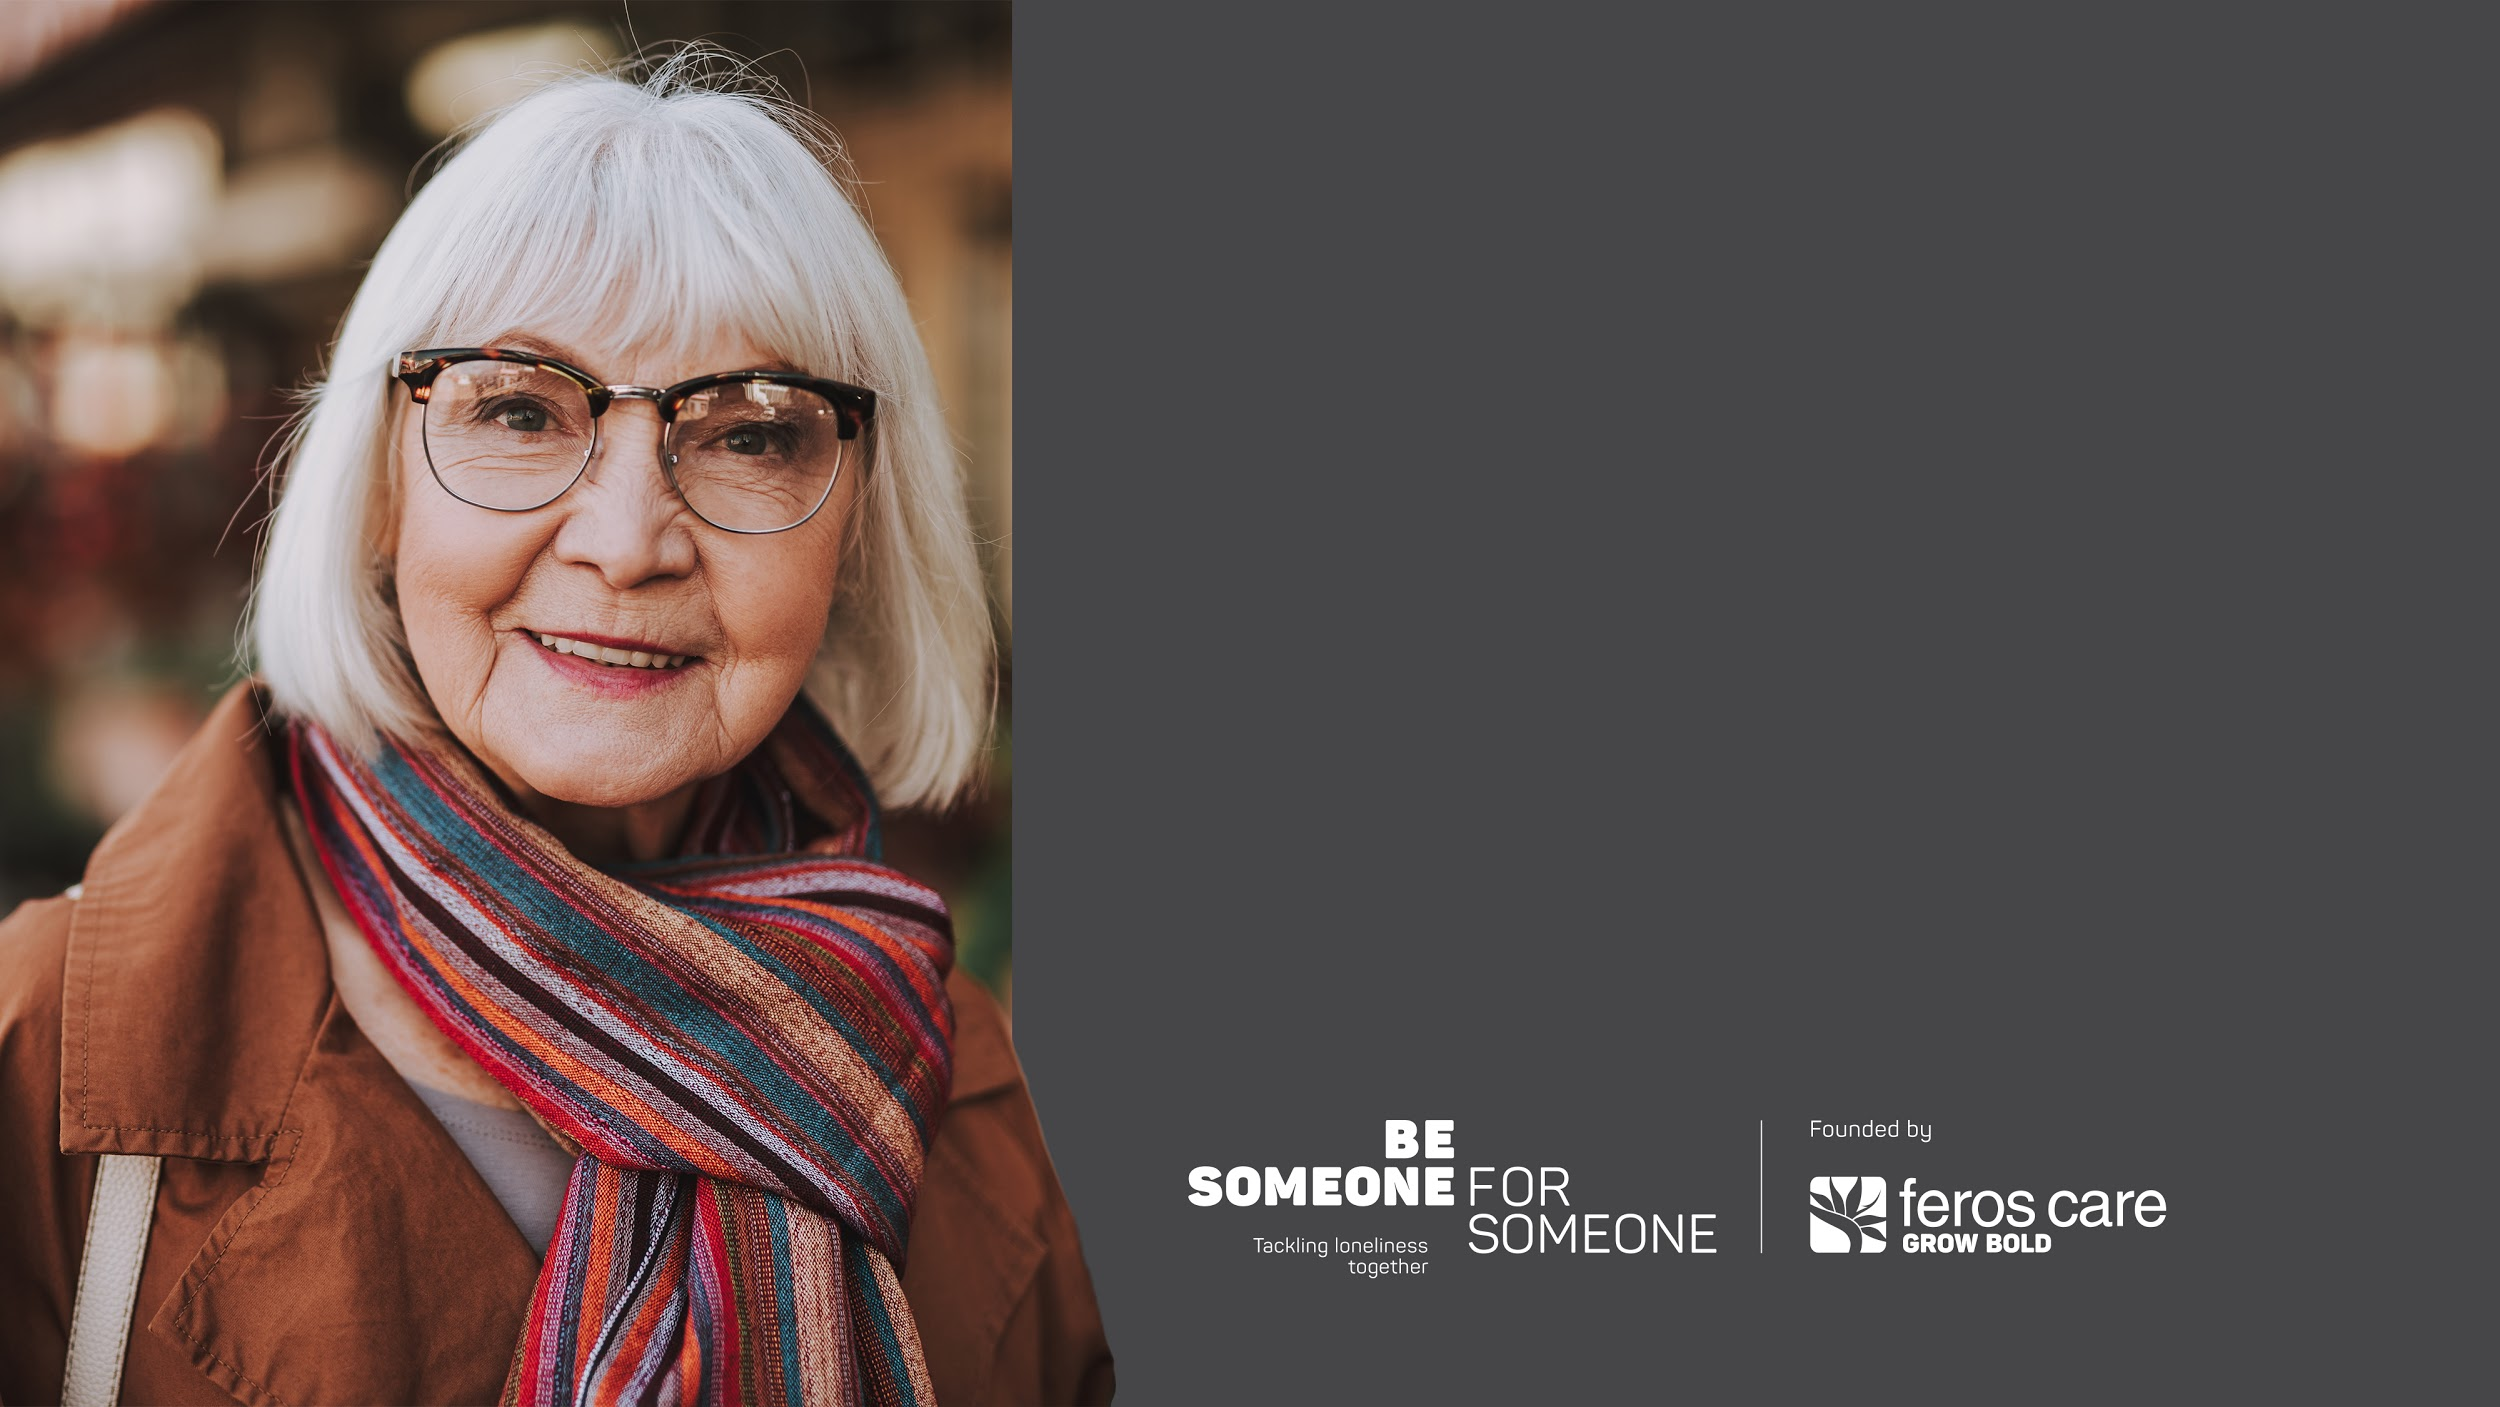 BE
SOMEONE FOR
SOMEONE
Tackling loneliness
together
Founded by
feros care
GROW BOLD